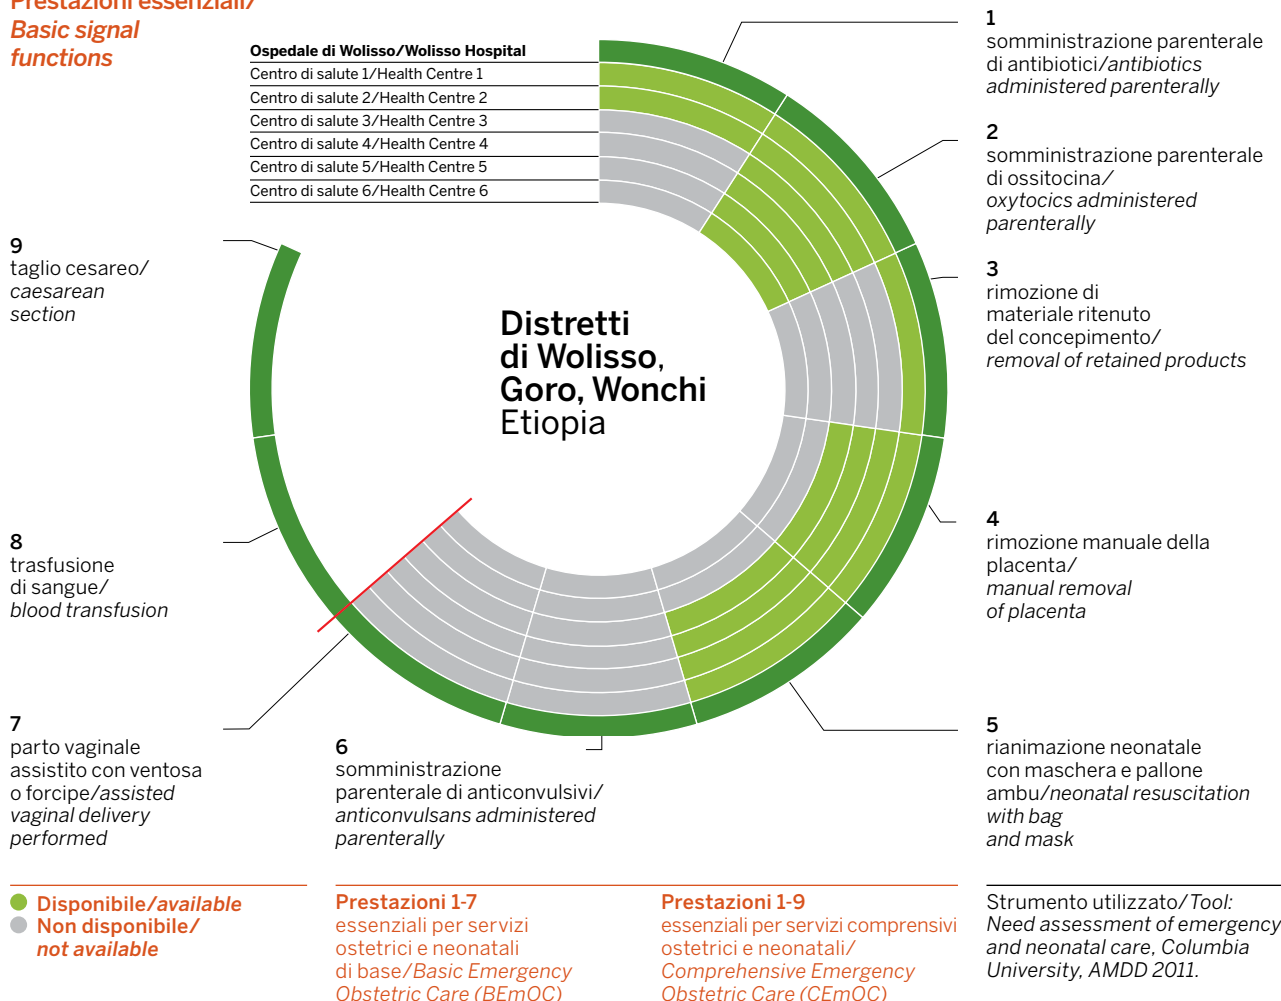 Prestazioni essenziali/
Basic signal
functions
Ospedale di Wolisso/Wolisso Hospital
Centro di salute 1/Health Centre 1
Centro di salute 2/Health Centre 2
Centro di salute 3/Health Centre 3
Centro di salute 4/Health Centre 4
Centro di salute 5/Health Centre 5
Centro di salute 6/Health Centre 6
1
somministrazione parenterale
di antibiotici/antibiotics
administered parenterally
2
somministrazione parenterale
di ossitocina/
oxytocics administered
parenterally
3
rimozione di
materiale ritenuto
del concepimento/
removal of retained products
4
rimozione manuale della
placenta/
manual removal
of placenta
5
rianimazione neonatale
con maschera e pallone
ambu/neonatal resuscitation
with bag
and mask
6
somministrazione
parenterale di anticonvulsivi/
anticonvulsans administered
parenterally
7
parto vaginale
assistito con ventosa
o forcipe/assisted
vaginal delivery
performed
8
trasfusione
di sangue/
blood transfusion
9
taglio cesareo/
caesarean
section
Distretti
di Wolisso,
Goro, Wonchi
Etiopia
Disponibile/available
Non disponibile/
not available
Prestazioni 1-7
essenziali per servizi
ostetrici e neonatali
di base/Basic Emergency
Obstetric Care (BEmOC)
Prestazioni 1-9
essenziali per servizi comprensivi
ostetrici e neonatali/
Comprehensive Emergency
Obstetric Care (CEmOC)
Strumento utilizzato/Tool:
Need assessment of emergency
and neonatal care, Columbia
University, AMDD 2011.